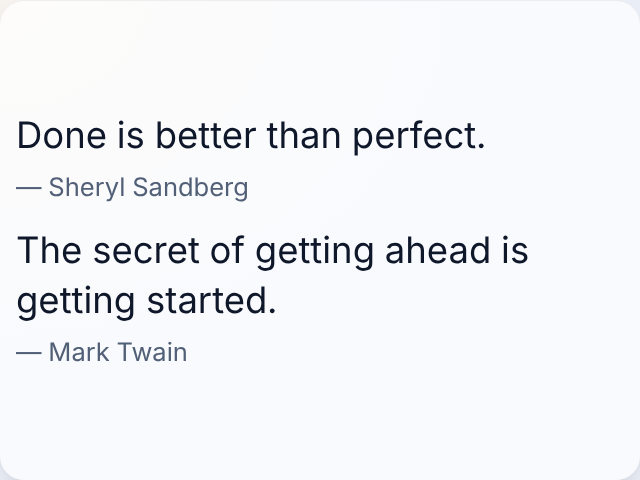 Done is better than perfect.
— Sheryl Sandberg
The secret of getting ahead is
getting started.
— Mark Twain